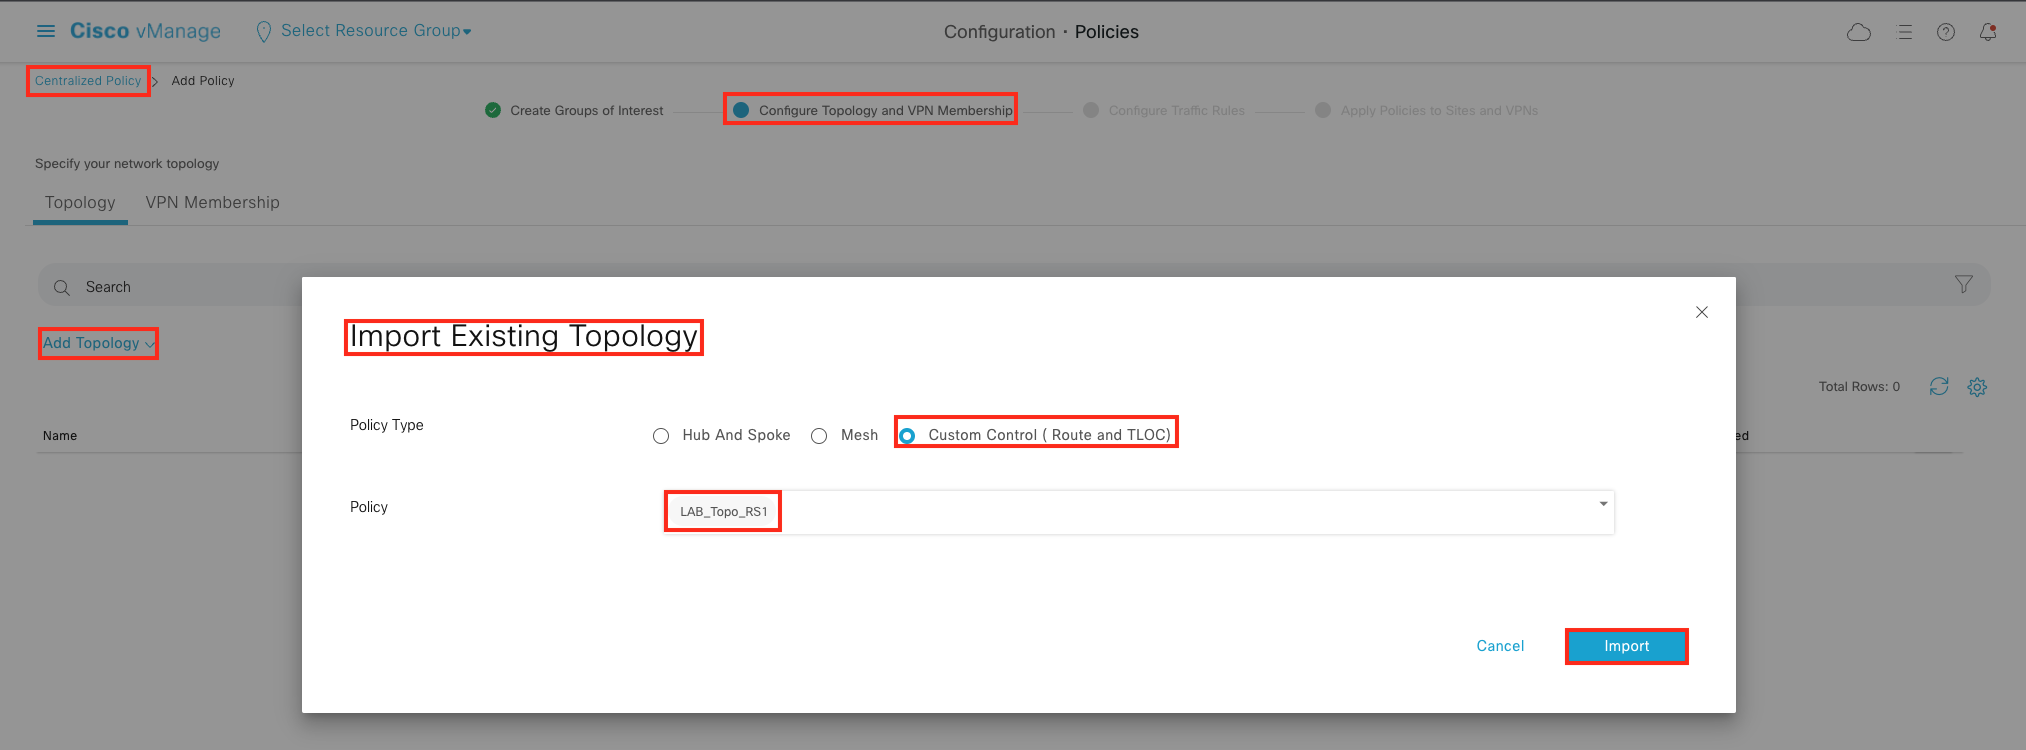 Cisco vManage Select Resource Group Configuration · Policies
Centralized Policy > Add Policy
Create Groups of Interest Configure Topology and VPN Membership Configure Traffic Rules Apply Policies to Sites and VPNs
Specify your network topology
Topology VPN Membership
Search
Import Existing Topology
Add Topology
Total Rows: 0
Policy Type
Hub And Spoke Mesh Custom Control ( Route and TLOC)
Name ed
Policy
LAB_Topo_RS1
Cancel Import